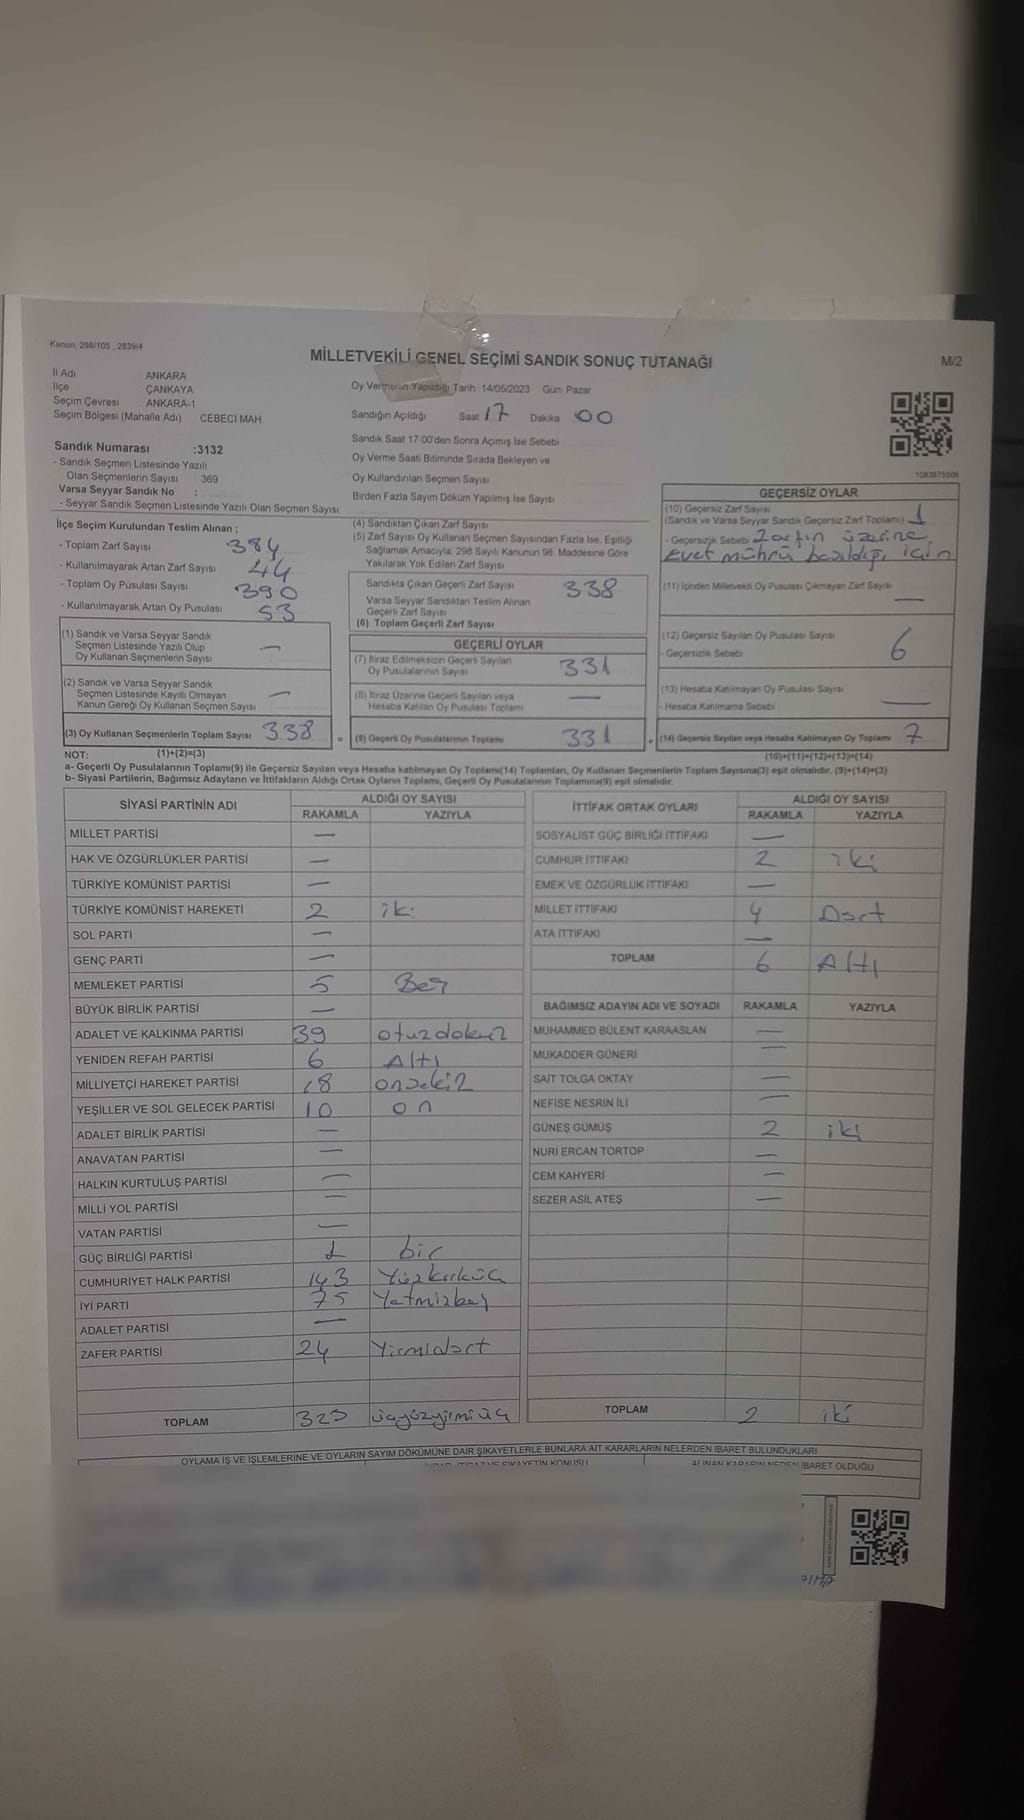 Kanun: 298/105 , 2839/4
MİLLETVEKİLİ GENEL SEÇİMİ SANDIK SONUÇ TUTANAĞI
M/2
İl Adı : ANKARA
İlçe : ÇANKAYA
Seçim Çevresi : ANKARA-1
Seçim Bölgesi (Mahalle Adı) CEBECİ MAH.
Sandık Numarası :3132
- Sandık Seçmen Listesinde Yazılı
Olan Seçmenlerin Sayısı 369
Varsa Seyyar Sandık No :
- Seyyar Sandık Seçmen Listesinde Yazılı Olan Seçmen Sayısı
Oy Vermenin Yapıldığı Tarih: 14/05/2023 Gün: Pazar
Sandığın Açıldığı Saat 17 Dakika 00
Sandık Saat 17:00'den Sonra Açımış İse Sebebi
Oy Verme Saati Bitiminde Sırada Bekleyen ve
Oy Kullandırılan Seçmen Sayısı
Birden Fazla Sayım Döküm Yapılmış İse Sayısı
1083675506
İlçe Seçim Kurulundan Teslim Alınan ;
- Toplam Zarf Sayısı 384
- Kullanılmayarak Artan Zarf Sayısı 44
- Toplam Oy Pusulası Sayısı 390
- Kullanılmayarak Artan Oy Pusulası 53
(1) Sandık ve Varsa Seyyar Sandık
Seçmen Listesinde Yazılı Olup
Oy Kullanan Seçmenlerin Sayısı —
(2) Sandık ve Varsa Seyyar Sandık
Seçmen Listesinde Kayıtlı Olmayan
Kanun Gereği Oy Kullanan Seçmen Sayısı —
(3) Oy Kullanan Seçmenlerin Toplam Sayısı 338
(4) Sandıktan Çıkan Zarf Sayısı
(5) Zarf Sayısı Oy Kullanan Seçmen Sayısından Fazla İse, Eşitliği
Sağlamak Amacıyla, 298 Sayılı Kanunun 98. Maddesine Göre
Yakılarak Yok Edilen Zarf Sayısı
Sandıkta Çıkan Geçerli Zarf Sayısı 338
Varsa Seyyar Sandıktan Teslim Alınan
Geçerli Zarf Sayısı
(6) Toplam Geçerli Zarf Sayısı
GEÇERLİ OYLAR
(7) İtiraz Edilmeksizin Geçerli Sayılan
Oy Pusulalarının Sayısı 331
(8) İtiraz Üzerine Geçerli Sayılan veya
Hesaba Katılan Oy Pusulası Toplamı —
= (9) Geçerli Oy Pusulalarının Toplamı 331
GEÇERSİZ OYLAR
(10) Geçersiz Zarf Sayısı
(Sandık ve Varsa Seyyar Sandık Geçersiz Zarf Toplamı) 1
- Geçersizlik Sebebi Zarfın üzerine
Evet mührü basıldığı için
(11) İçinden Milletvekili Oy Pusulası Çıkmayan Zarf Sayısı —
(12) Geçersiz Sayılan Oy Pusulası Sayısı 6
- Geçersizlik Sebebi
(13) Hesaba Katılmayan Oy Pusulası Sayısı —
- Hesaba Katılmama Sebebi
+ (14) Geçersiz Sayılan veya Hesaba Katılmayan Oy Toplamı 7
NOT: (1)+(2)=(3) (10)+(11)+(12)+(13)=(14)
a- Geçerli Oy Pusulalarının Toplamı(9) ile Geçersiz Sayılan veya Hesaba katılmayan Oy Toplamı(14) Toplamları, Oy Kullanan Seçmenlerin Toplam Sayısına(3) eşit olmalıdır. (9)+(14)=(3)
b- Siyasi Partilerin, Bağımsız Adayların ve İttifakların Aldığı Ortak Oyların Toplamı, Geçerli Oy Pusulalarının Toplamına(9) eşit olmalıdır.
SİYASİ PARTİNİN ADI ALDIĞI OY SAYISI
RAKAMLA YAZIYLA
MİLLET PARTİSİ —
HAK VE ÖZGÜRLÜKLER PARTİSİ —
TÜRKİYE KOMÜNİST PARTİSİ —
TÜRKİYE KOMÜNİST HAREKETİ 2 iki
SOL PARTİ —
GENÇ PARTİ —
MEMLEKET PARTİSİ 5 Beş
BÜYÜK BİRLİK PARTİSİ —
ADALET VE KALKINMA PARTİSİ 39 otuzdokuz
YENİDEN REFAH PARTİSİ 6 Altı
MİLLİYETÇİ HAREKET PARTİSİ 18 onsekiz
YEŞİLLER VE SOL GELECEK PARTİSİ 10 on
ADALET BİRLİK PARTİSİ —
ANAVATAN PARTİSİ —
HALKIN KURTULUŞ PARTİSİ —
MİLLİ YOL PARTİSİ —
VATAN PARTİSİ —
GÜÇ BİRLİĞİ PARTİSİ 1 bir
CUMHURİYET HALK PARTİSİ 143 Yüzkırküç
İYİ PARTİ 75 Yetmişbeş
ADALET PARTİSİ —
ZAFER PARTİSİ 24 Yirmidört
TOPLAM 323 üçyüzyirmiüç
İTTİFAK ORTAK OYLARI ALDIĞI OY SAYISI
RAKAMLA YAZIYLA
SOSYALİST GÜÇ BİRLİĞİ İTTİFAKI —
CUMHUR İTTİFAKI 2 iki
EMEK VE ÖZGÜRLÜK İTTİFAKI —
MİLLET İTTİFAKI 4 Dört
ATA İTTİFAKI —
TOPLAM 6 Altı
BAĞIMSIZ ADAYIN ADI VE SOYADI RAKAMLA YAZIYLA
MUHAMMED BÜLENT KARAASLAN —
MUKADDER GÜNERİ —
SAİT TOLGA OKTAY —
NEFİSE NESRİN İLİ —
GÜNEŞ GÜMÜŞ 2 iki
NURİ ERCAN TORTOP —
CEM KAHYERİ —
SEZER ASİL ATEŞ —
TOPLAM 2 iki
OYLAMA İŞ VE İŞLEMLERİNE VE OYLARIN SAYIM DÖKÜMÜNE DAİR ŞİKAYETLERLE BUNLARA AİT KARARLARIN NELERDEN İBARET BULUNDUKLARI
İTİRAZ VE ŞİKAYETİN KONUSU ALINAN KARARIN NEDEN İBARET OLDUĞU